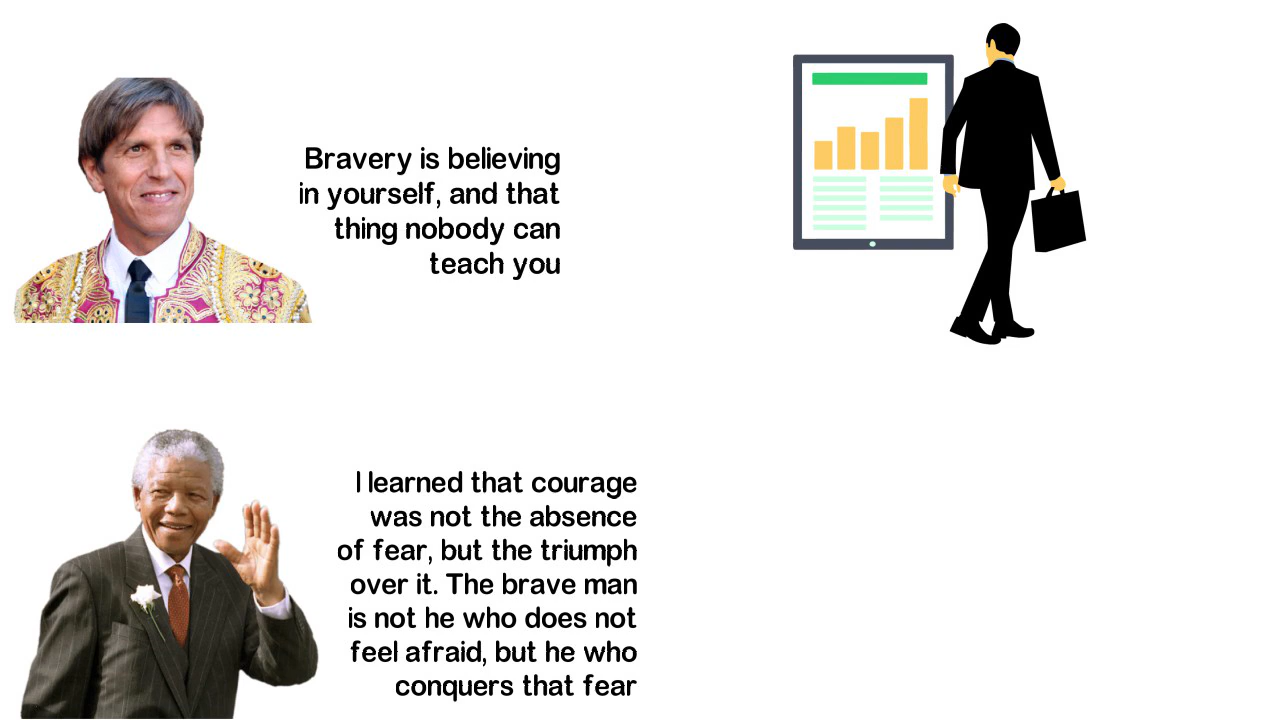 Bravery is believing
in yourself, and that
thing nobody can
teach you
I learned that courage
was not the absence
of fear, but the triumph
over it. The brave man
is not he who does not
feel afraid, but he who
conquers that fear